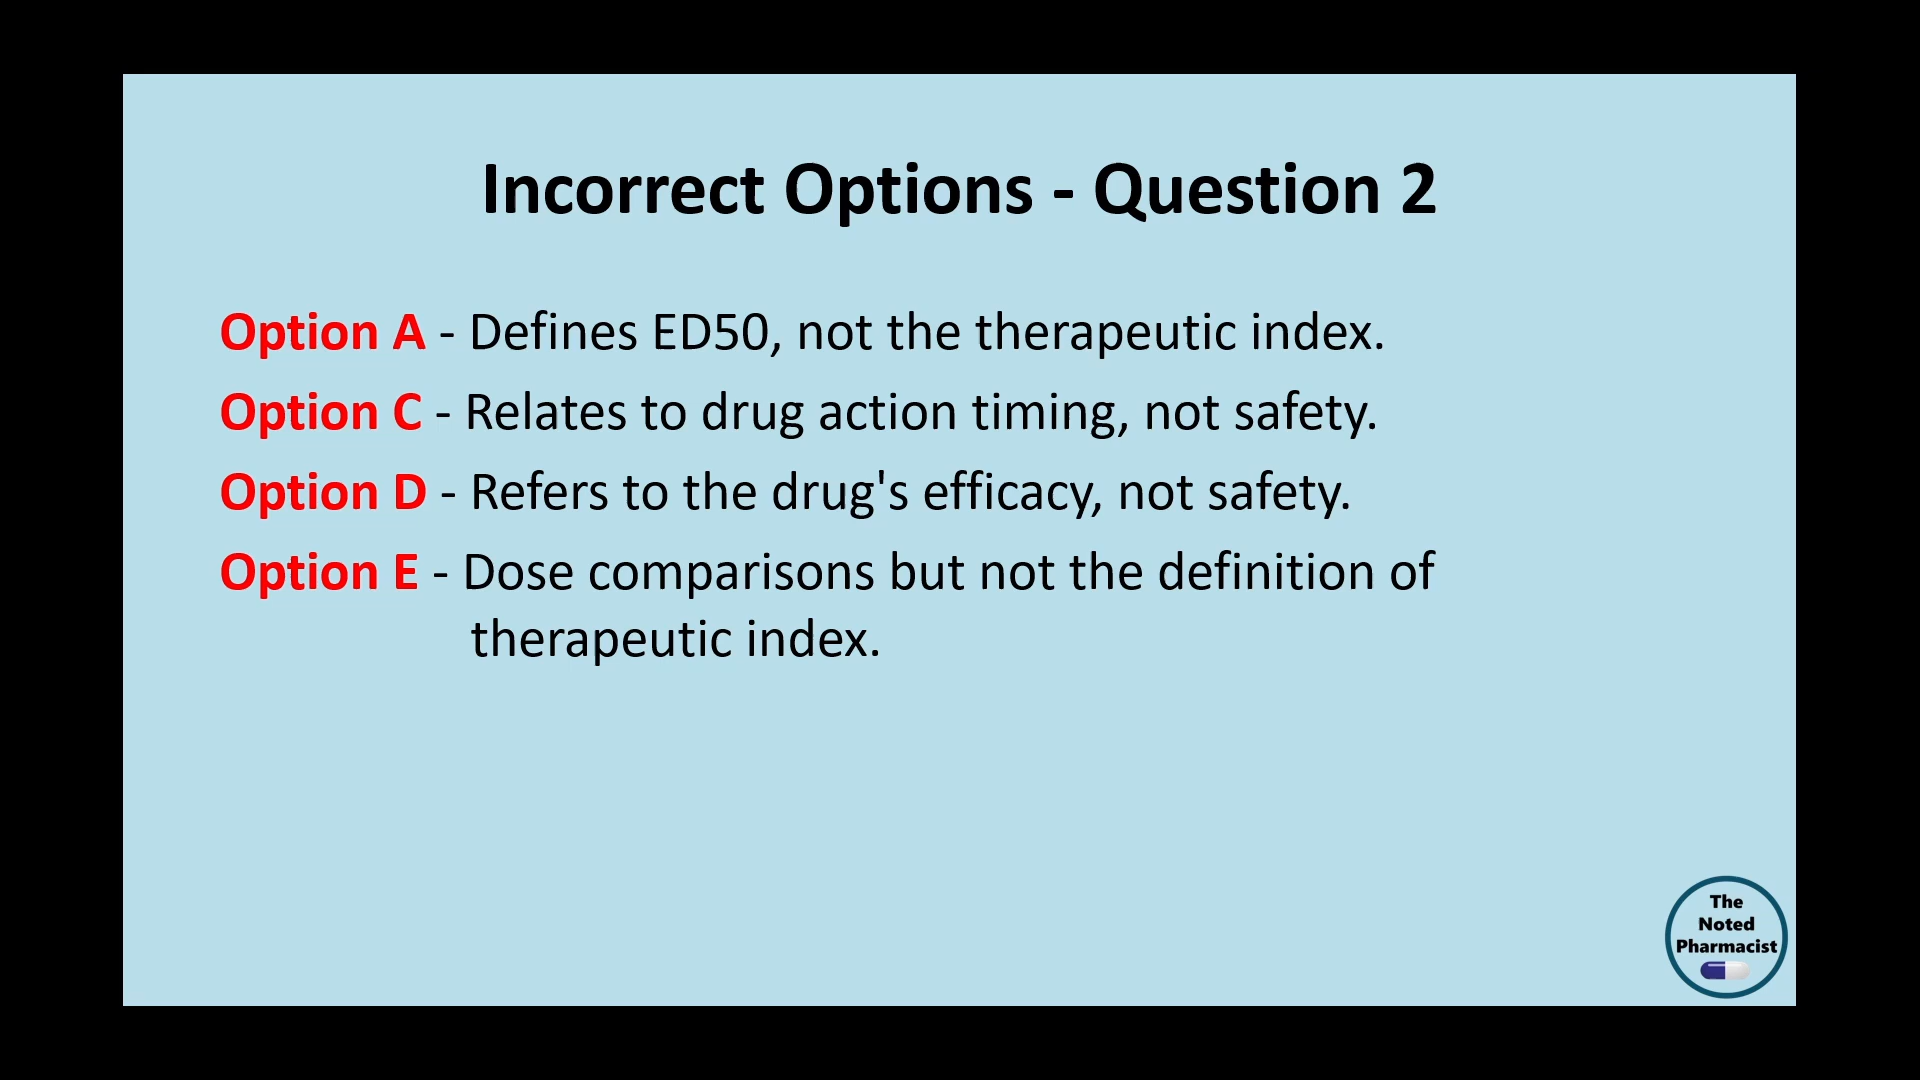 Incorrect Options - Question 2
Option A - Defines ED50, not the therapeutic index.
Option C - Relates to drug action timing, not safety.
Option D - Refers to the drug's efficacy, not safety.
Option E - Dose comparisons but not the definition of
therapeutic index.
The
Noted
Pharmacist